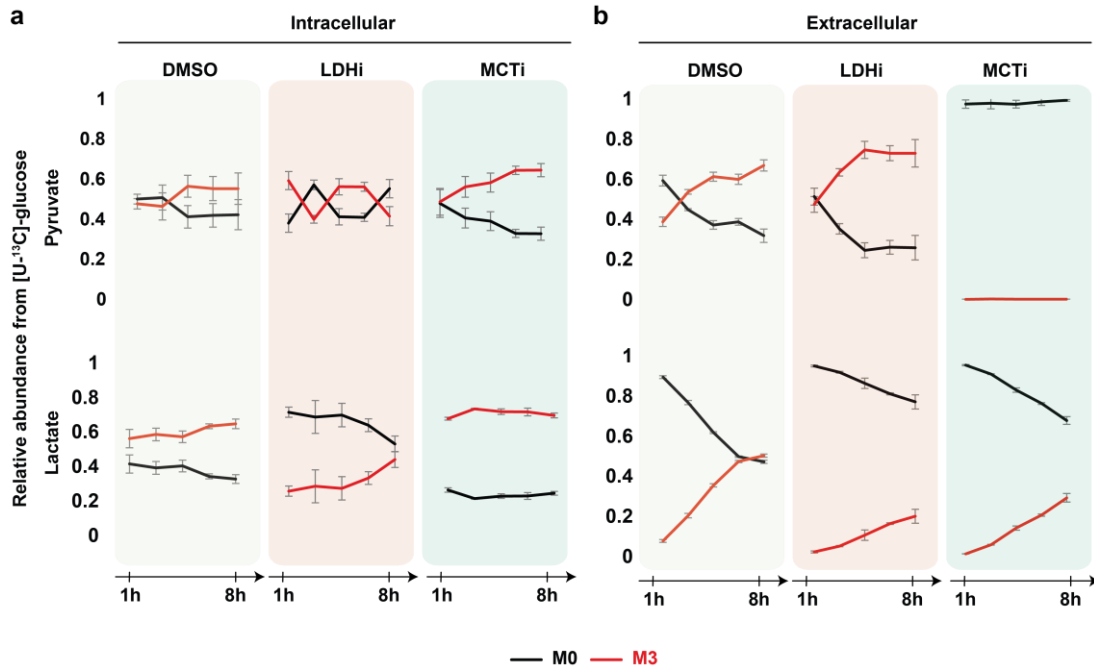 a
Intracellular
b
Extracellular
DMSO
LDHi
MCTi
DMSO
LDHi
MCTi
Relative abundance from [U-¹³C]-glucose
Pyruvate
1
0.8
0.6
0.4
0.2
0
1
0.8
0.6
0.4
0.2
0
Lactate
1
0.8
0.6
0.4
0.2
0
1
0.8
0.6
0.4
0.2
0
1h 8h
1h 8h
1h 8h
1h 8h
1h 8h
1h 8h
M0 M3